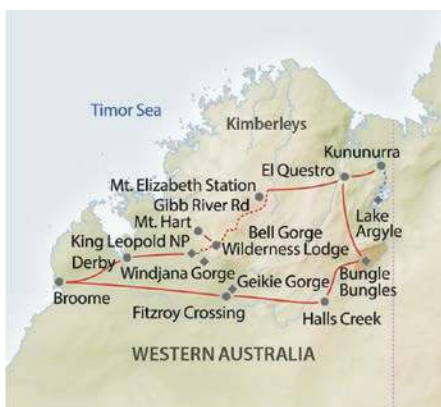 Timor Sea
Kimberleys
Kununurra
El Questro
Mt. Elizabeth Station
Gibb River Rd
Mt. Hart
Bell Gorge
Wilderness Lodge
Lake
Argyle
King Leopold NP
Derby
Windjana Gorge
Geikie Gorge
Bungle
Bungles
Broome
Fitzroy Crossing
Halls Creek
WESTERN AUSTRALIA